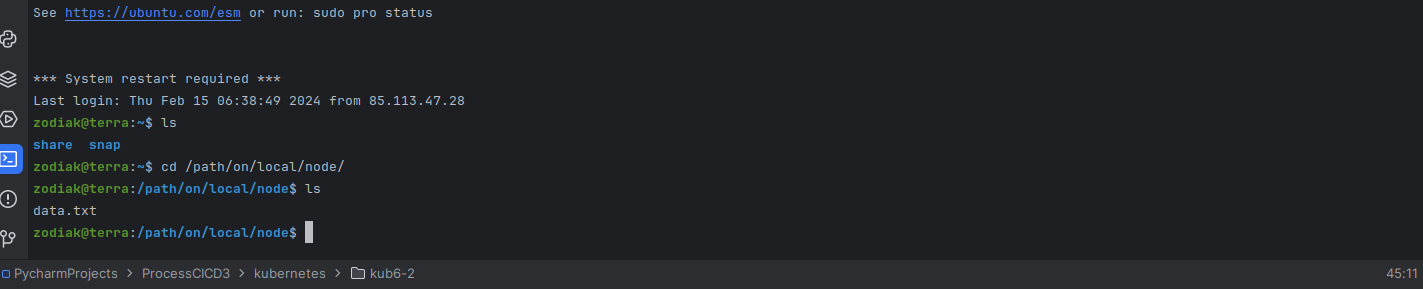 See https://ubuntu.com/esm or run: sudo pro status
*** System restart required ***
Last login: Thu Feb 15 06:38:49 2024 from 85.113.47.28
zodiak@terra:~$ ls
share  snap
zodiak@terra:~$ cd /path/on/local/node/
zodiak@terra:/path/on/local/node$ ls
data.txt
zodiak@terra:/path/on/local/node$
PycharmProjects > ProcessCICD3 > kubernetes > kub6-2 45:11